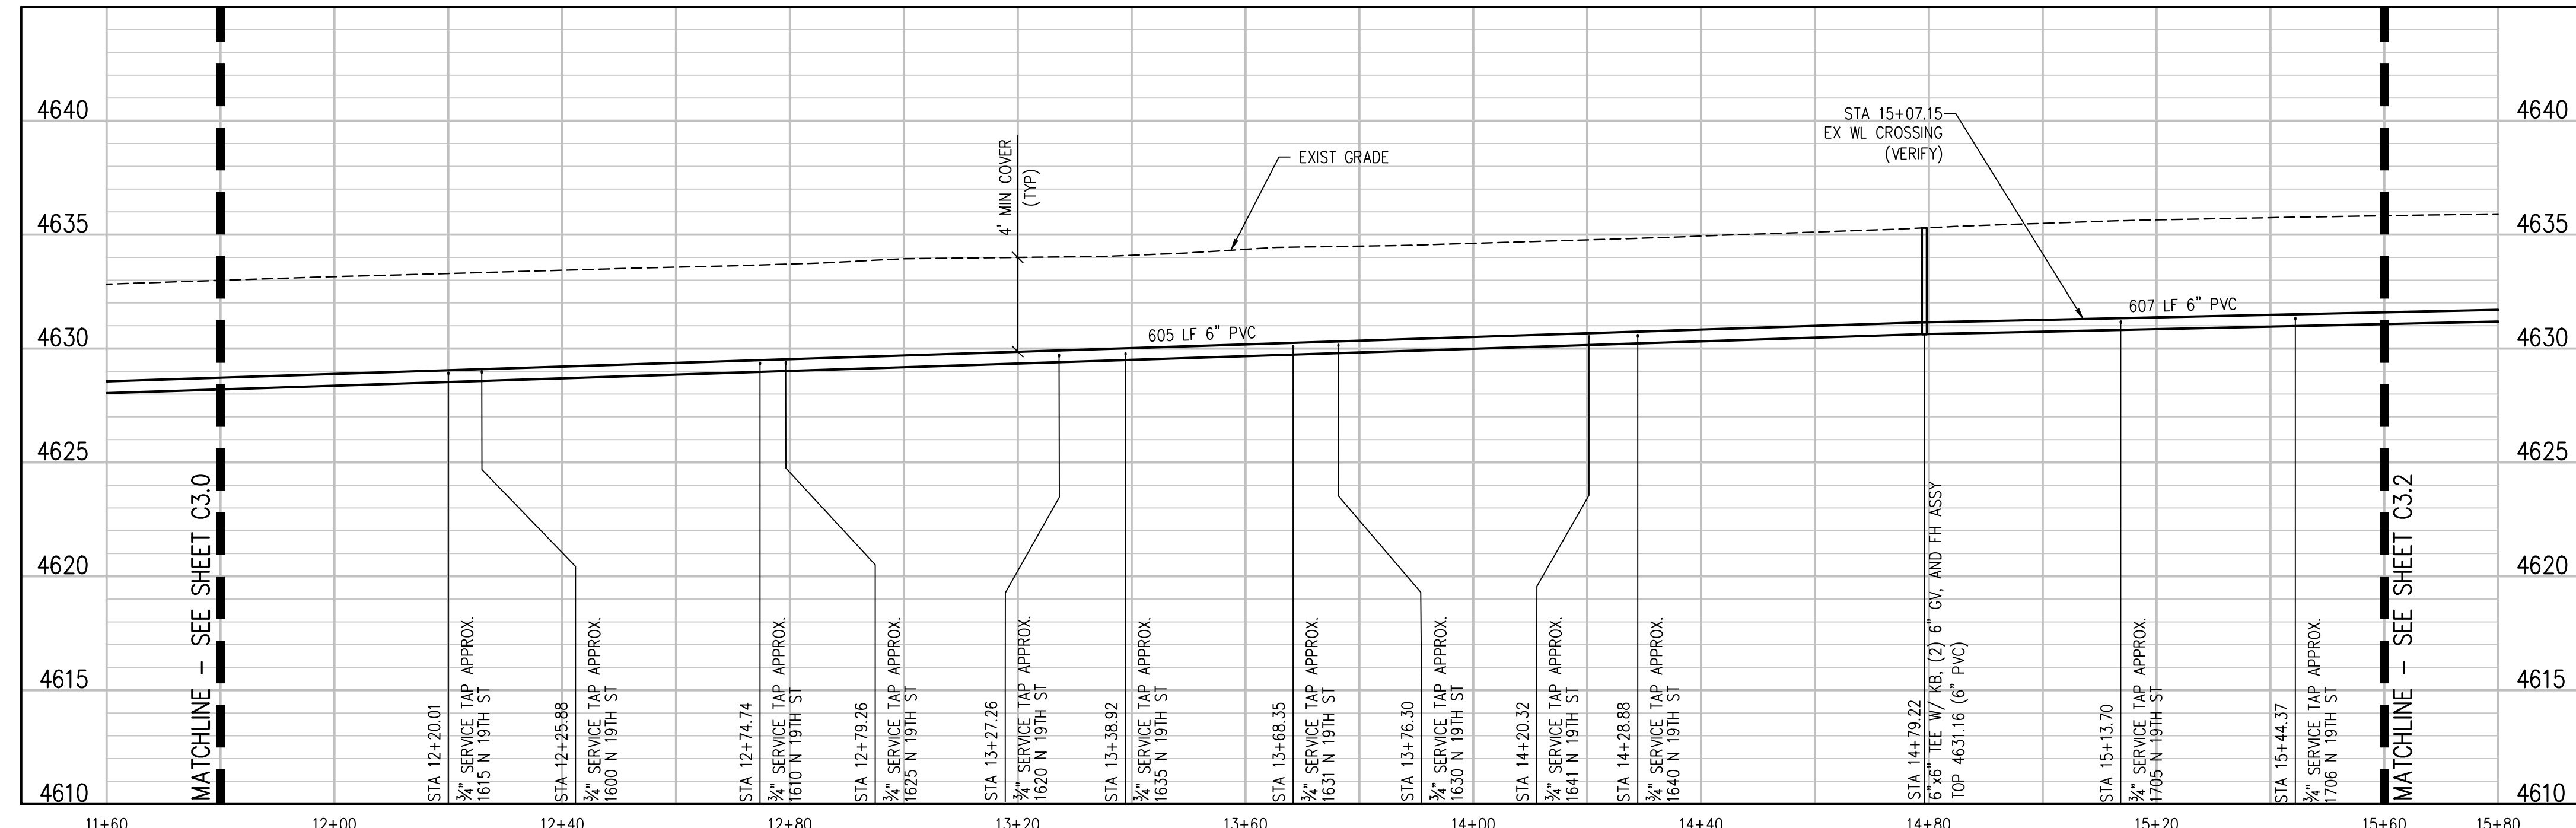 4640
4635
4630
4625
4620
4615
4610
4640
4635
4630
4625
4620
4615
4610
MATCHLINE – SEE SHEET C3.0
4' MIN COVER
(TYP)
EXIST GRADE
STA 15+07.15
EX WL CROSSING
(VERIFY)
605 LF 6" PVC
607 LF 6" PVC
STA 12+20.01
¾" SERVICE TAP APPROX.
1615 N 19TH ST
STA 12+25.88
¾" SERVICE TAP APPROX.
1600 N 19TH ST
STA 12+74.74
¾" SERVICE TAP APPROX.
1610 N 19TH ST
STA 12+79.26
¾" SERVICE TAP APPROX.
1625 N 19TH ST
STA 13+27.26
¾" SERVICE TAP APPROX.
1620 N 19TH ST
STA 13+38.92
¾" SERVICE TAP APPROX.
1635 N 19TH ST
STA 13+68.35
¾" SERVICE TAP APPROX.
1631 N 19TH ST
STA 13+76.30
¾" SERVICE TAP APPROX.
1630 N 19TH ST
STA 14+20.32
¾" SERVICE TAP APPROX.
1641 N 19TH ST
STA 14+28.88
¾" SERVICE TAP APPROX.
1640 N 19TH ST
STA 14+79.22
6"x6" TEE W/ KB, (2) 6" GV, AND FH ASSY
TOP 4631.16 (6" PVC)
STA 15+13.70
¾" SERVICE TAP APPROX.
1705 N 19TH ST
STA 15+44.37
¾" SERVICE TAP APPROX.
1706 N 19TH ST
MATCHLINE – SEE SHEET C3.2
11+60
12+00
12+40
12+80
13+20
13+60
14+00
14+40
14+80
15+20
15+60
15+80